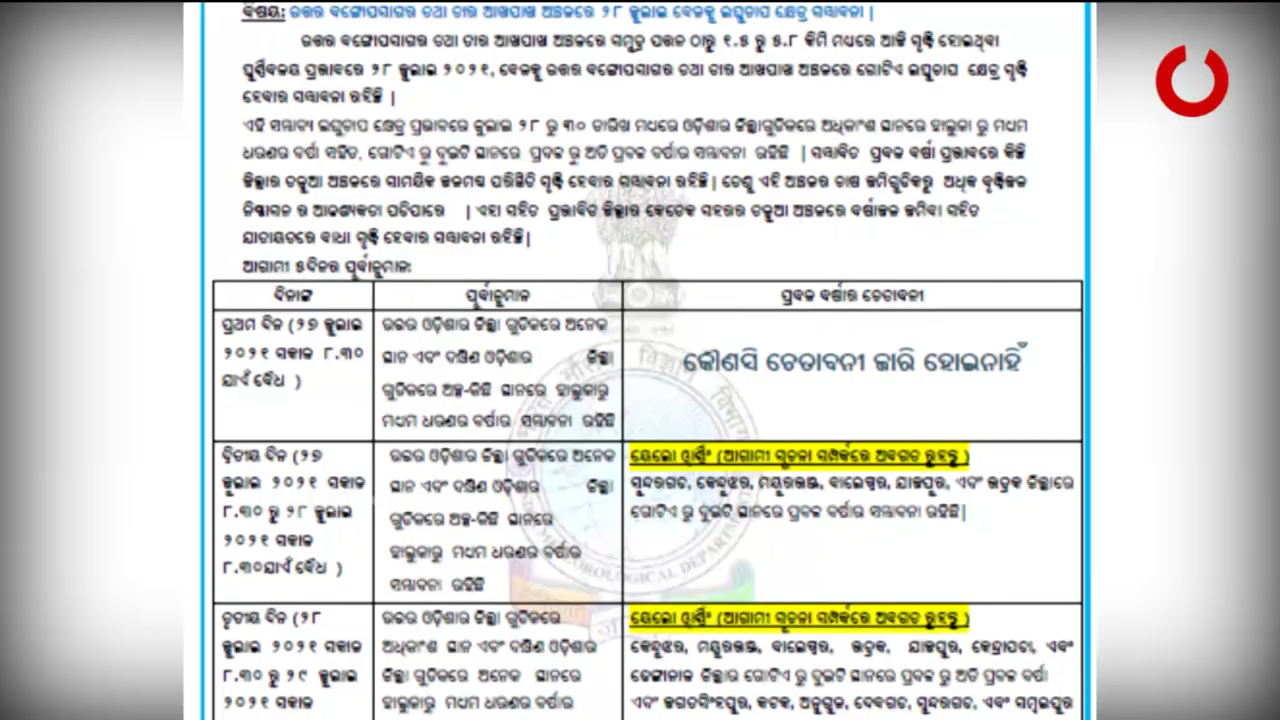 ବିଷୟ: ଉତ୍ତର ବଙ୍ଗୋପସାଗର ତଥା ତାର ଆଖପାଖ ଅଞ୍ଚଳରେ ୨୮ ଜୁଲାଇ ବେଳକୁ ଲଘୁଚାପ କ୍ଷେତ୍ର ସମ୍ଭାବନା |
ଉତ୍ତର ବଙ୍ଗୋପସାଗର ତଥା ତାର ଆଖପାଖ ଅଞ୍ଚଳରେ ସମୁଦ୍ର ପତ୍ତନ ଠାରୁ ୧.୫ ରୁ ୫.୮ କିମି ମଧ୍ୟରେ ଆଜି ସୃଷ୍ଟି ହୋଇଥିବା
ଘୂର୍ଣ୍ଣିବଳୟ ପ୍ରଭାବରେ ୨୮ ଜୁଲାଇ ୨୦୨୧, ବେଳକୁ ଉତ୍ତର ବଙ୍ଗୋପସାଗର ତଥା ତାର ଆଖପାଖ ଅଞ୍ଚଳରେ ଗୋଟିଏ ଲଘୁଚାପ କ୍ଷେତ୍ର ସୃଷ୍ଟି
ହେବାର ସମ୍ଭାବନା ରହିଛି |
ଏହି ସମ୍ଭାବ୍ୟ ଲଘୁଚାପ କ୍ଷେତ୍ର ପ୍ରଭାବରେ ଜୁଲାଇ ୨୮ ରୁ ୩୦ ତାରିଖ ମଧ୍ୟରେ ଓଡ଼ିଶାର ଜିଲ୍ଲାଗୁଡିକରେ ଅଧିକାଂଶ ସ୍ଥାନରେ ହାଲୁକା ରୁ ମଧ୍ୟମ
ଧରଣର ବର୍ଷା ସହିତ, ଗୋଟିଏ ରୁ ଦୁଇଟି ସ୍ଥାନରେ ପ୍ରବଳ ରୁ ଅତି ପ୍ରବଳ ବର୍ଷାର ସମ୍ଭାବନା ରହିଛି | ସମ୍ଭାବିତ ପ୍ରବଳ ବର୍ଷା ପ୍ରଭାବରେ କିଛି
ଜିଲ୍ଲାର ତଳୁଆ ଅଞ୍ଚଳରେ ସାମୟିକ ଜଳମଗ୍ନ ପରିସ୍ଥିତି ସୃଷ୍ଟି ହେବାର ସମ୍ଭାବନା ରହିଛି | ତେଣୁ ଏହି ଅଞ୍ଚଳର ଚାଷ ଜମିଗୁଡିକରୁ ଅଧିକ ବୃଷ୍ଟିଜଳ
ନିଷ୍କାସନ ର ଆବଶ୍ୟକତା ପଡିପାରେ | ଏହା ସହିତ ପ୍ରଭାବିତ ଜିଲ୍ଲାର କେତେକ ସହରର ତଳୁଆ ଅଞ୍ଚଳରେ ବର୍ଷାଜଳ ଜମିବା ସହିତ
ଯାତାୟତରେ ବାଧା ସୃଷ୍ଟି ହେବାର ସମ୍ଭାବନା ରହିଛି|
ଆଗାମୀ ୫ଦିନର ପୂର୍ବାନୁମାନ:
ଦିନାଙ୍କ
ପୂର୍ବାନୁମାନ
ପ୍ରବଳ ବର୍ଷାର ଚେତାବନୀ
ପ୍ରଥମ ଦିନ (୨୭ ଜୁଲାଇ
୨୦୨୧ ସକାଳ ୮.୩୦
ଯାଏଁ ବୈଧ )
ଉତ୍ତର ଓଡ଼ିଶାର ଜିଲ୍ଲା ଗୁଡିକରେ ଅନେକ
ସ୍ଥାନ ଏବଂ ଦକ୍ଷିଣ ଓଡ଼ିଶାର ଜିଲ୍ଲା
ଗୁଡିକରେ ଅଳ୍ପ-କିଛି ସ୍ଥାନରେ ହାଲୁକାରୁ
ମଧ୍ୟମ ଧରଣର ବର୍ଷାର ସମ୍ଭାବନା ରହିଛି
କୌଣସି ଚେତାବନୀ ଜାରି ହୋଇନାହିଁ
ଦ୍ୱିତୀୟ ଦିନ (୨୭
ଜୁଲାଇ ୨୦୨୧ ସକାଳ
୮.୩୦ ରୁ ୨୮ ଜୁଲାଇ
୨୦୨୧ ସକାଳ
୮.୩୦ଯାଏଁ ବୈଧ )
ଉତ୍ତର ଓଡ଼ିଶାର ଜିଲ୍ଲା ଗୁଡିକରେ ଅନେକ
ସ୍ଥାନ ଏବଂ ଦକ୍ଷିଣ ଓଡ଼ିଶାର ଜିଲ୍ଲା
ଗୁଡିକରେ ଅଳ୍ପ-କିଛି ସ୍ଥାନରେ
ହାଲୁକାରୁ ମଧ୍ୟମ ଧରଣର ବର୍ଷାର
ସମ୍ଭାବନା ରହିଛି
ୟେଲୋ ୱାର୍ଣ୍ଣିଂ (ଆଗାମୀ ସୂଚନା ସମ୍ପର୍କରେ ଅବଗତ ରୁହନ୍ତୁ )
ସୁନ୍ଦରଗଡ, କେନ୍ଦୁଝର, ମୟୂରଭଞ୍ଜ, ବାଲେଶ୍ୱର, ଯାଜପୁର, ଏବଂ ଭଦ୍ରକ ଜିଲ୍ଲାରେ
ଗୋଟିଏ ରୁ ଦୁଇଟି ସ୍ଥାନରେ ପ୍ରବଳ ବର୍ଷାର ସମ୍ଭାବନା ରହିଛି|
ତୃତୀୟ ଦିନ (୨୮
ଜୁଲାଇ ୨୦୨୧ ସକାଳ
୮.୩୦ ରୁ ୨୯ ଜୁଲାଇ
୨୦୨୧ ସକାଳ
ଉତ୍ତର ଓଡ଼ିଶାର ଜିଲ୍ଲା ଗୁଡିକରେ
ଅଧିକାଂଶ ସ୍ଥାନ ଏବଂ ଦକ୍ଷିଣ ଓଡ଼ିଶାର
ଜିଲ୍ଲା ଗୁଡିକରେ ଅନେକ ସ୍ଥାନରେ
ହାଲୁକାରୁ ମଧ୍ୟମ ଧରଣର ବର୍ଷାର
ୟେଲୋ ୱାର୍ଣ୍ଣିଂ (ଆଗାମୀ ସୂଚନା ସମ୍ପର୍କରେ ଅବଗତ ରୁହନ୍ତୁ )
କେନ୍ଦୁଝର, ମୟୂରଭଞ୍ଜ, ବାଲେଶ୍ୱର, ଭଦ୍ରକ, ଯାଜପୁର, କେନ୍ଦ୍ରାପଡା, ଏବଂ
ଢେଙ୍କାନାଳ ଜିଲ୍ଲାର ଗୋଟିଏ ରୁ ଦୁଇଟି ସ୍ଥାନରେ ପ୍ରବଳ ରୁ ଅତି ପ୍ରବଳ ବର୍ଷା
ଏବଂ ଜଗତସିଂହପୁର, କଟକ, ଅନୁଗୁଳ, ଦେବଗଡ, ସୁନ୍ଦରଗଡ, ଏବଂ ସମ୍ବଲପୁର